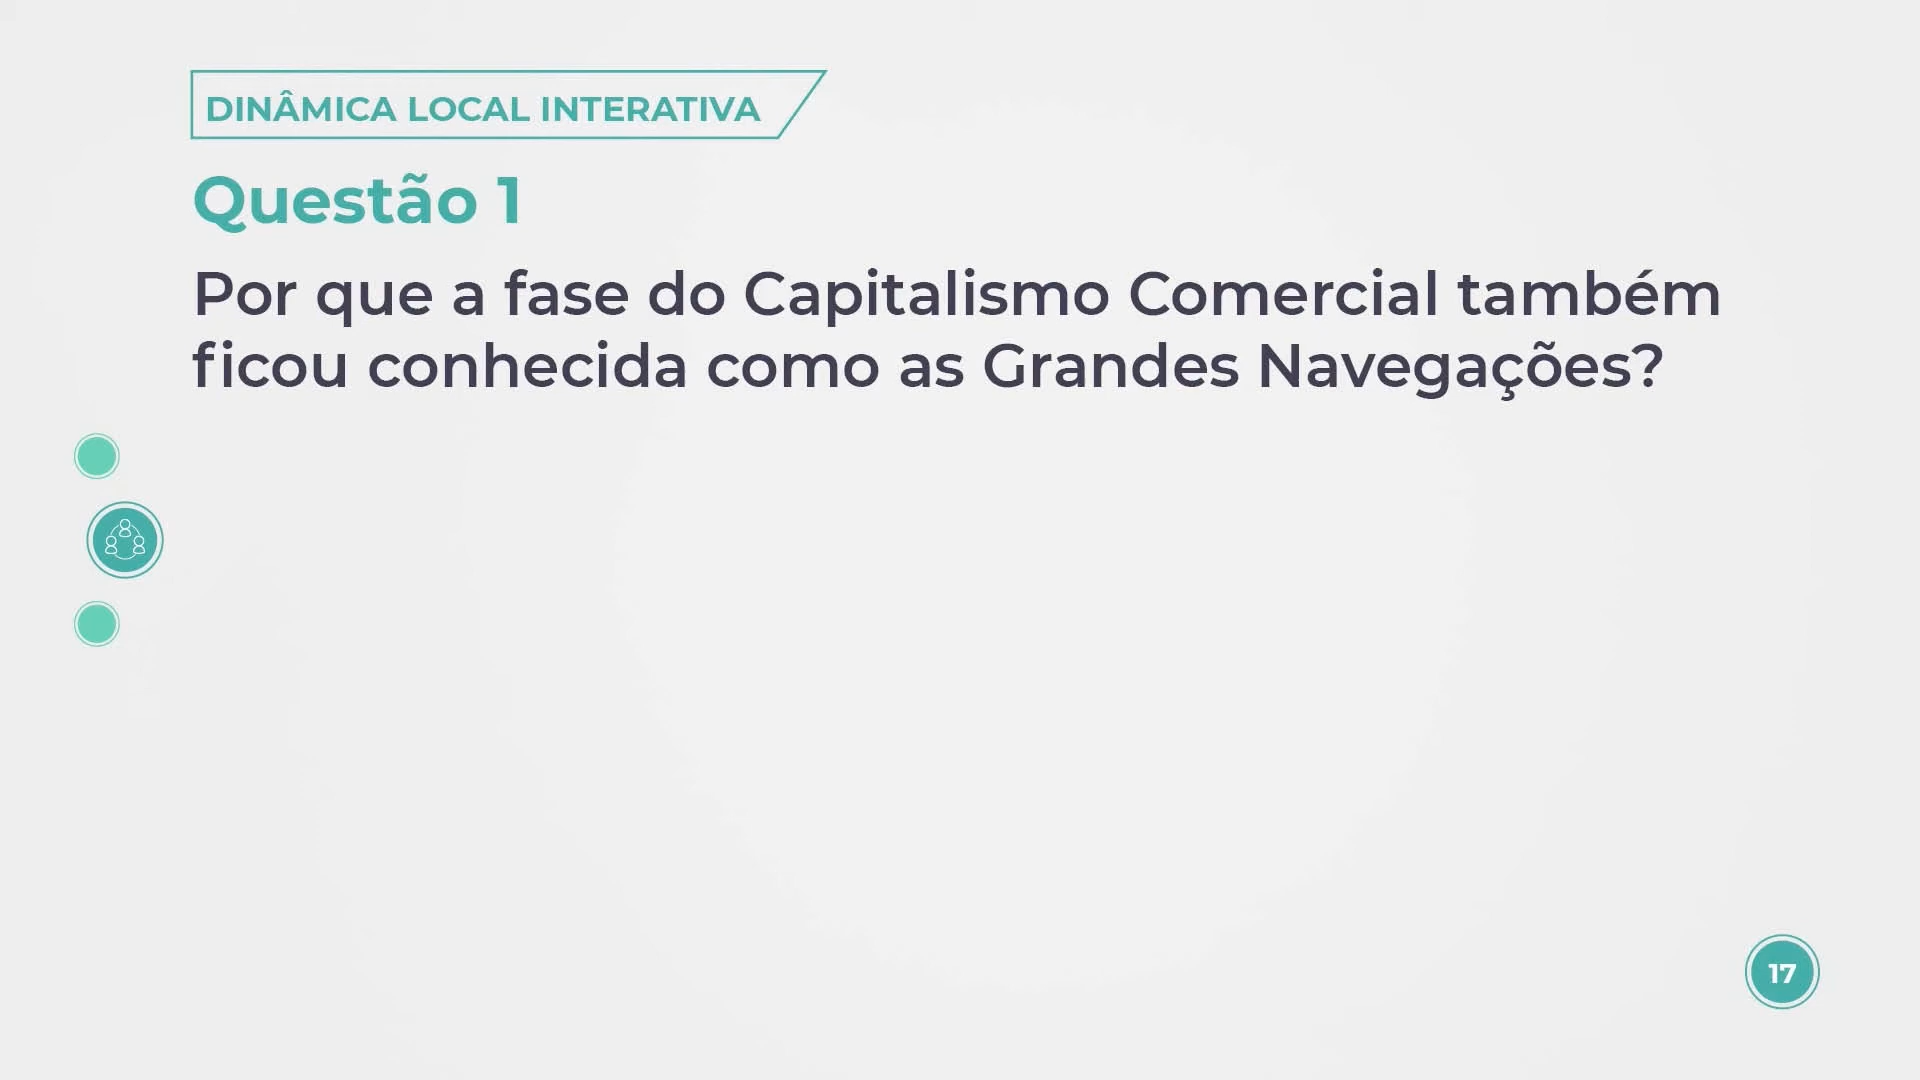 DINÂMICA LOCAL INTERATIVA
Questão 1
Por que a fase do Capitalismo Comercial também
ficou conhecida como as Grandes Navegações?
17